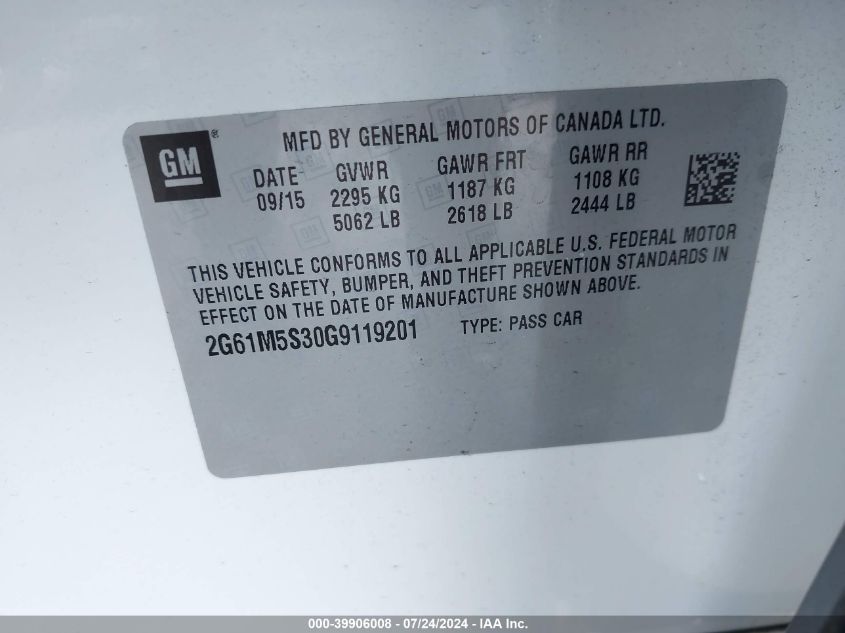 GM®
MFD BY GENERAL MOTORS OF CANADA LTD.
DATE GVWR GAWR FRT GAWR RR
09/15 2295 KG 1187 KG 1108 KG
5062 LB 2618 LB 2444 LB
THIS VEHICLE CONFORMS TO ALL APPLICABLE U.S. FEDERAL MOTOR
VEHICLE SAFETY, BUMPER, AND THEFT PREVENTION STANDARDS IN
EFFECT ON THE DATE OF MANUFACTURE SHOWN ABOVE.
2G61M5S30G9119201 TYPE: PASS CAR
000-39906008 / 07/24/2024 - IAA Inc.